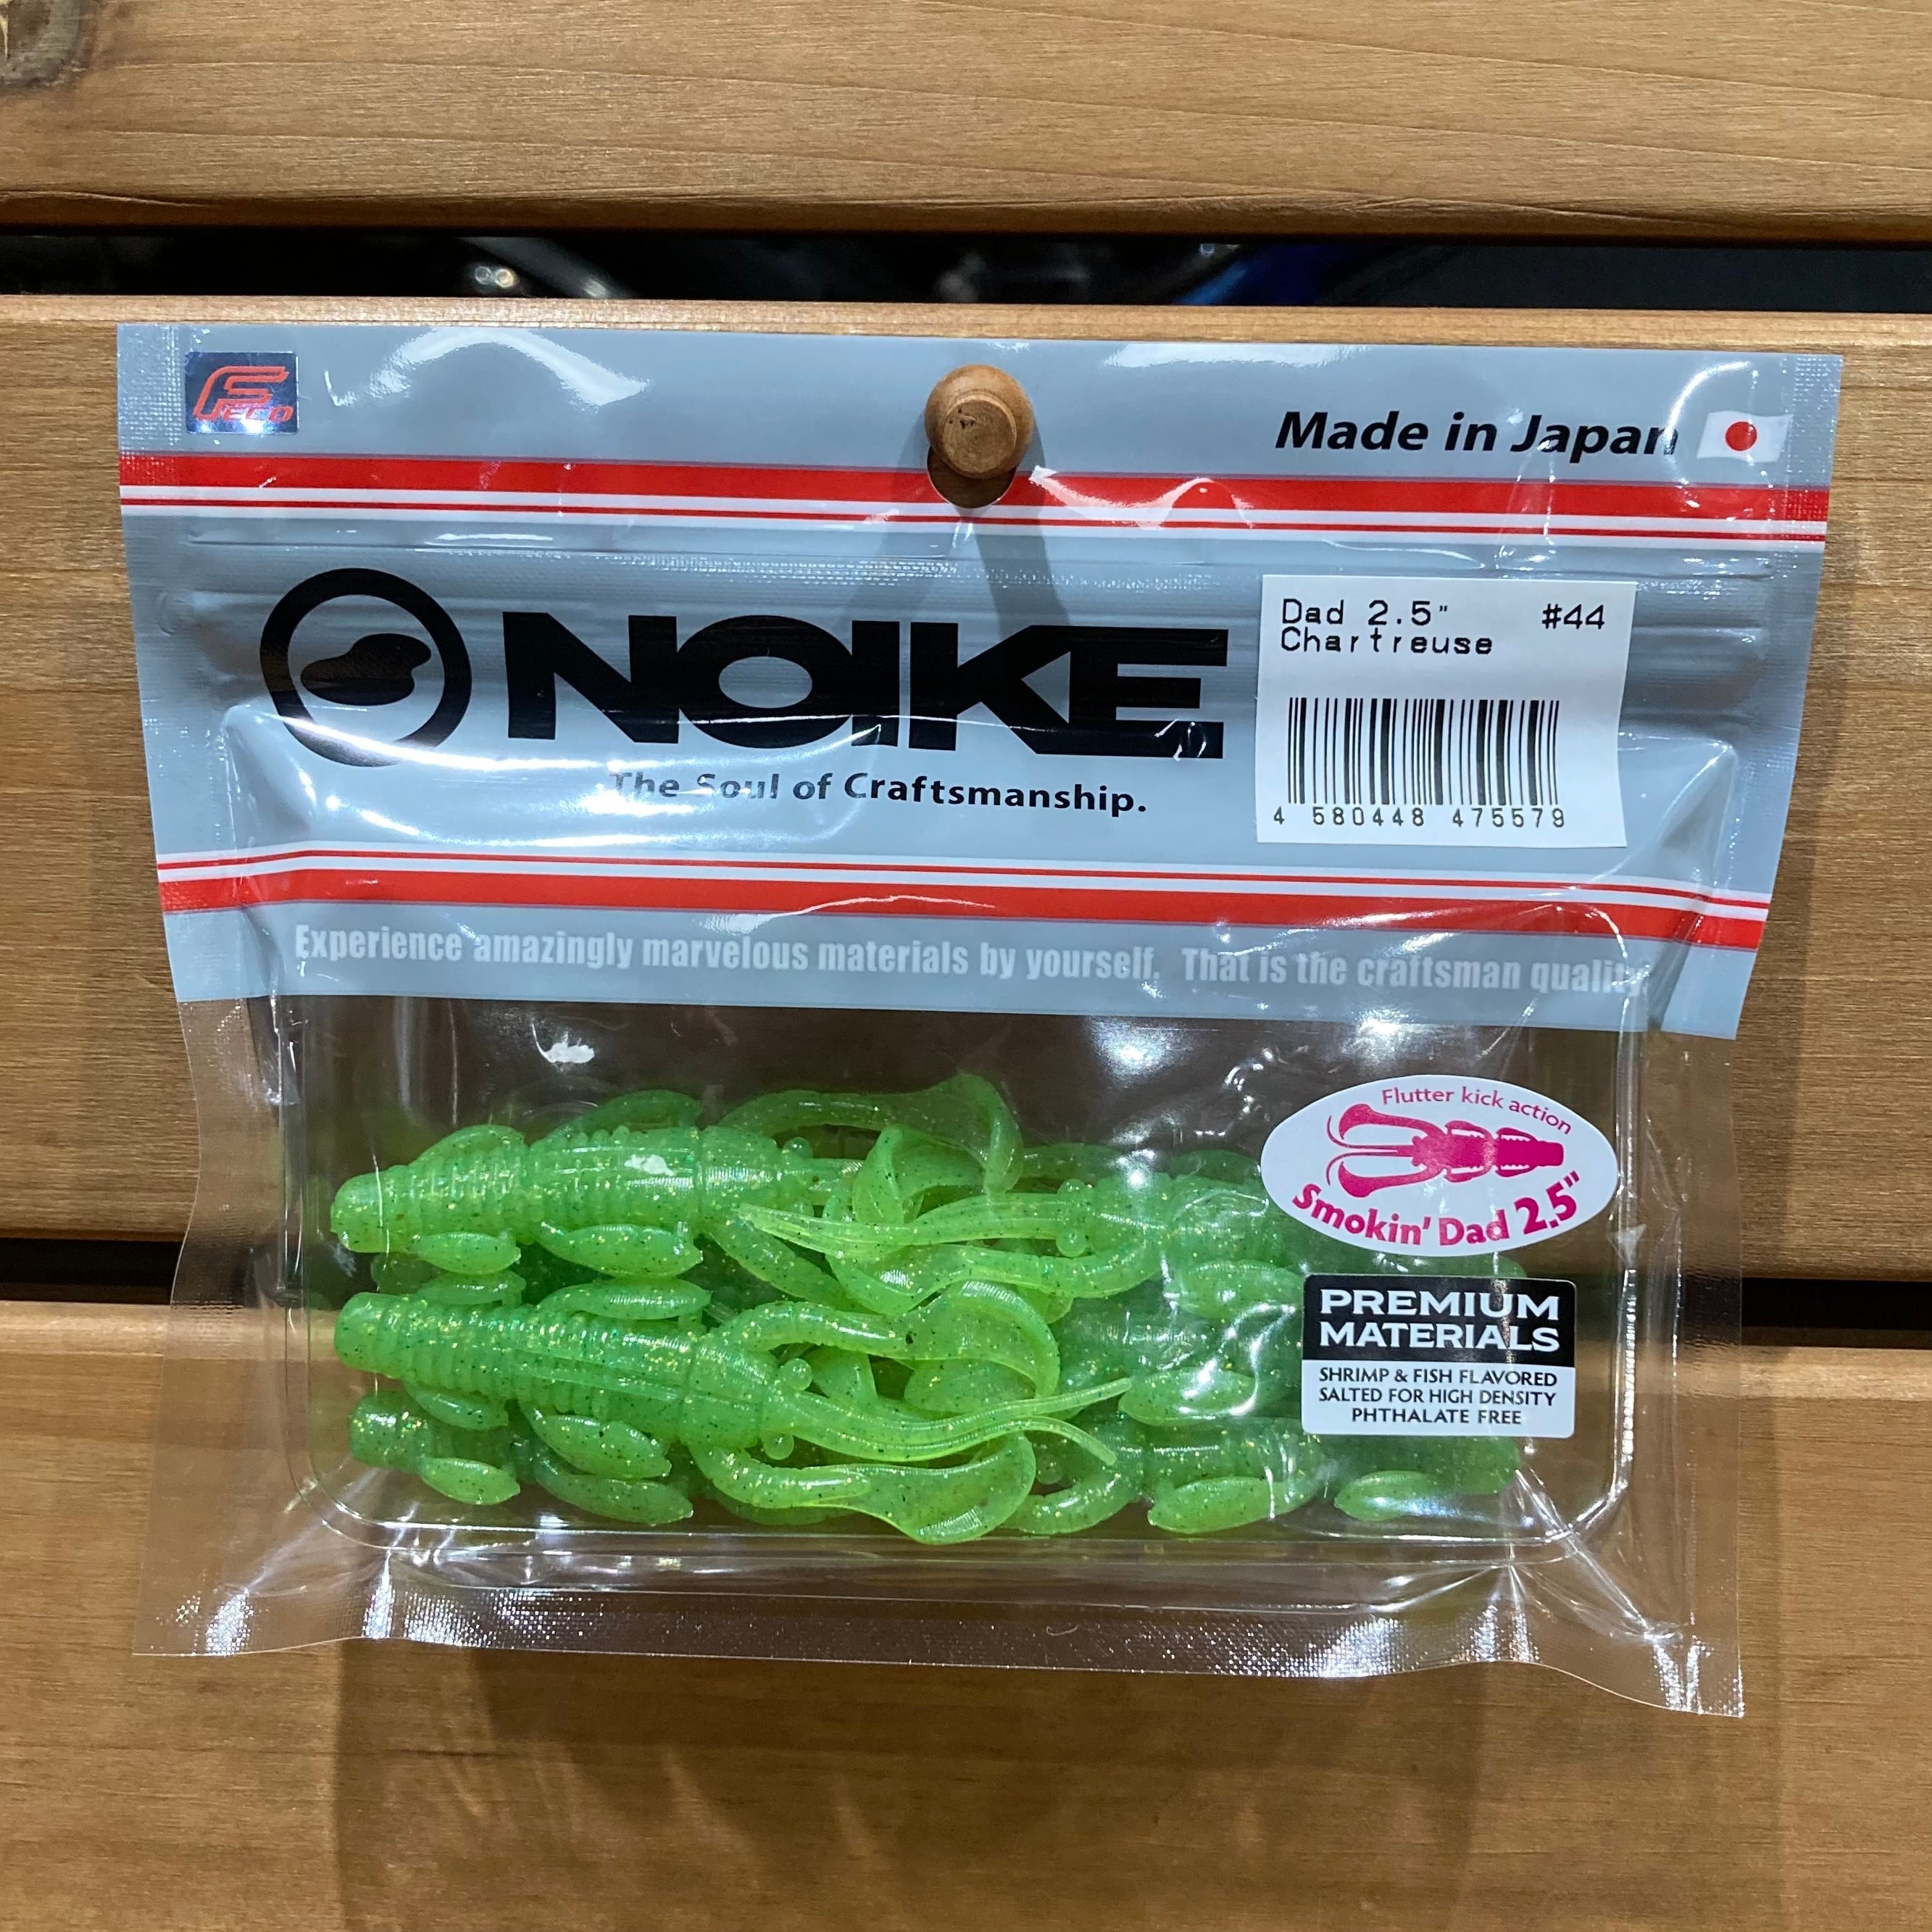 FECO
Made in Japan
NOIKE
The Soul of Craftsmanship.
Dad 2.5" #44
Chartreuse
4 580448 475579
Experience amazingly marvelous materials by yourself. That is the craftsman quality.
Flutter kick action
Smokin' Dad 2.5"
PREMIUM
MATERIALS
SHRIMP & FISH FLAVORED
SALTED FOR HIGH DENSITY
PHTHALATE FREE